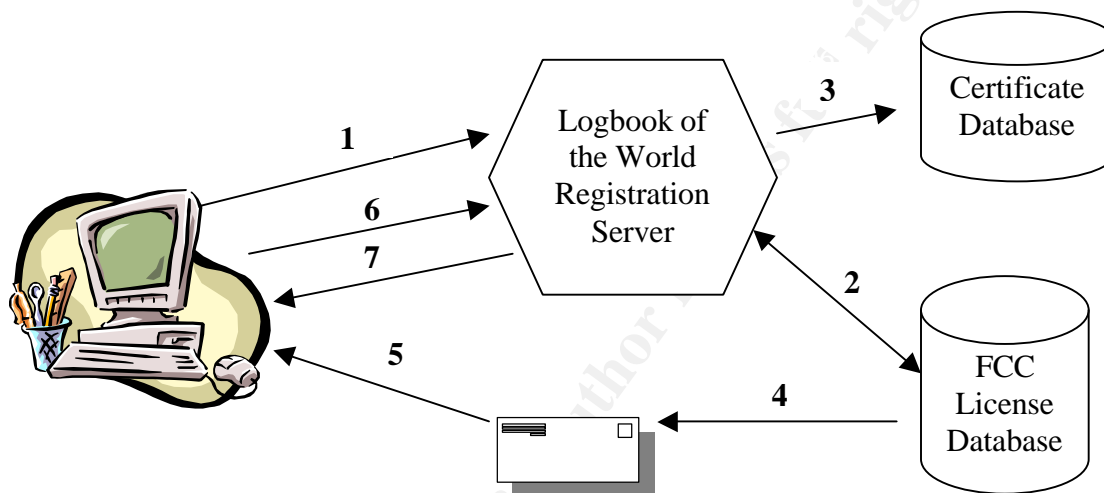 1
6
7
5
Logbook of
the World
Registration
Server
3
Certificate
Database
2
4
FCC
License
Database